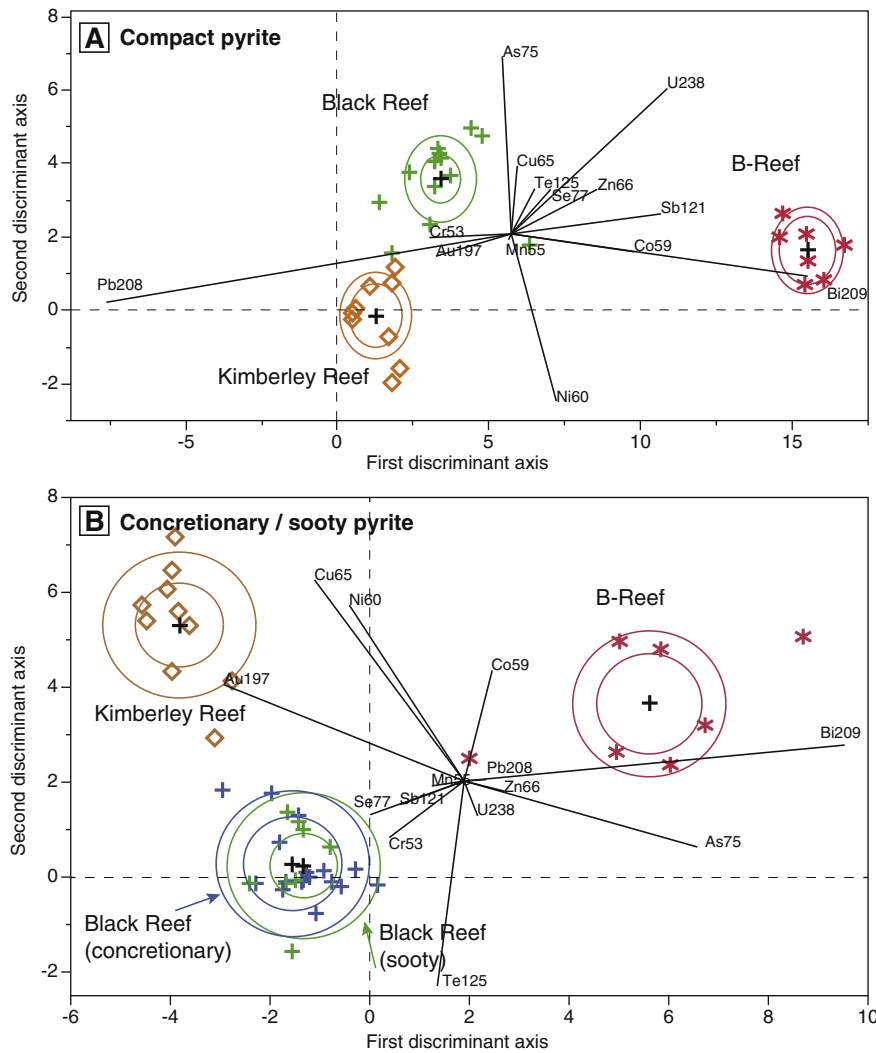 A Compact pyrite
8
6
4
2
0
-2
Second discriminant axis
As75
U238
Black Reef
B-Reef
Cu65
Te125
Zn66
Se77
Sb121
Cr53
Au197
Mn55
Co59
Pb208
Bi209
Kimberley Reef
Ni60
-5
0
5
10
15
First discriminant axis
B Concretionary / sooty pyrite
8
6
4
2
0
-2
Second discriminant axis
Cu65
Ni60
B-Reef
Co59
Au197
Kimberley Reef
Bi209
Pb208
Mn55
Zn66
Se77
Sb121
U238
Cr53
As75
Black Reef
(concretionary)
Black Reef
(sooty)
Te125
-6
-4
-2
0
2
4
6
8
10
First discriminant axis